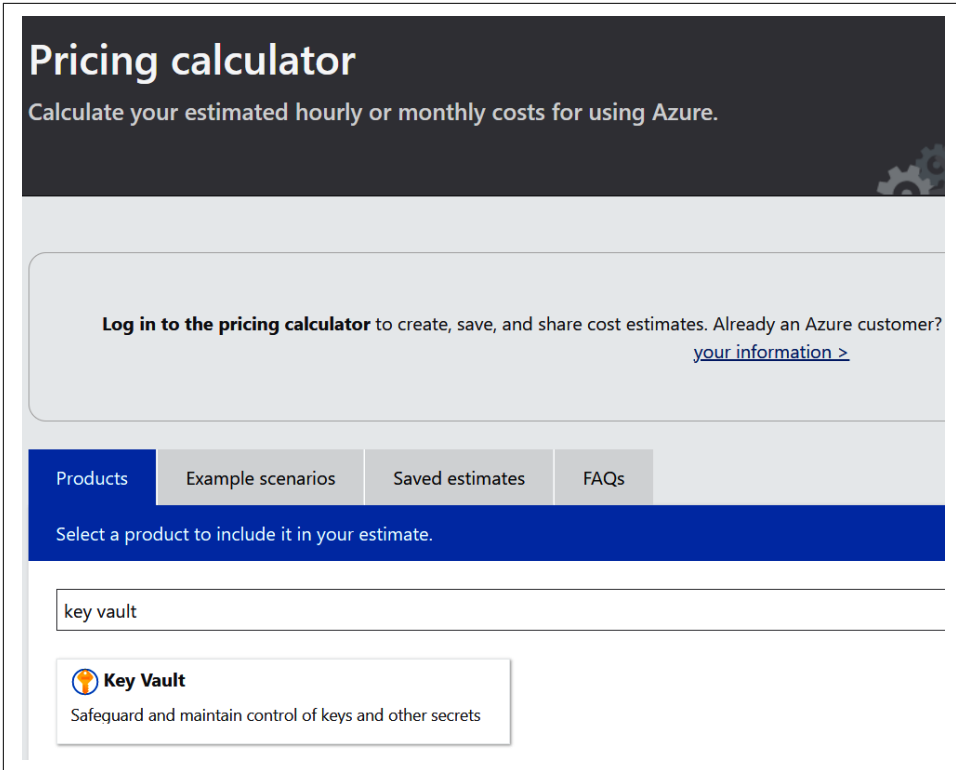 Pricing calculator
Calculate your estimated hourly or monthly costs for using Azure.
Log in to the pricing calculator to create, save, and share cost estimates. Already an Azure customer?
your information >
Products
Example scenarios
Saved estimates
FAQs
Select a product to include it in your estimate.
key vault
Key Vault
Safeguard and maintain control of keys and other secrets